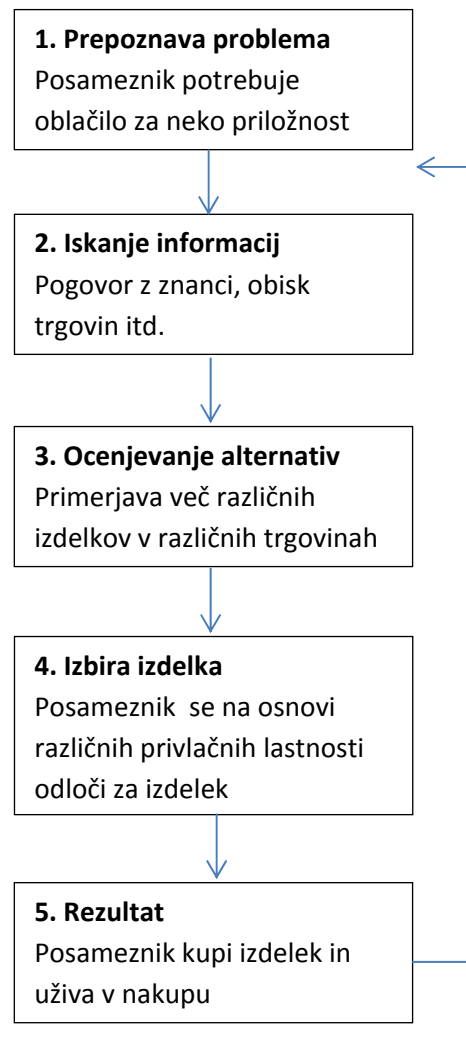 1. Prepoznava problema
Posameznik potrebuje
oblačilo za neko priložnost
2. Iskanje informacij
Pogovor z znanci, obisk
trgovin itd.
3. Ocenjevanje alternativ
Primerjava več različnih
izdelkov v različnih trgovinah
4. Izbira izdelka
Posameznik  se na osnovi
različnih privlačnih lastnosti
odloči za izdelek
5. Rezultat
Posameznik kupi izdelek in
uživa v nakupu